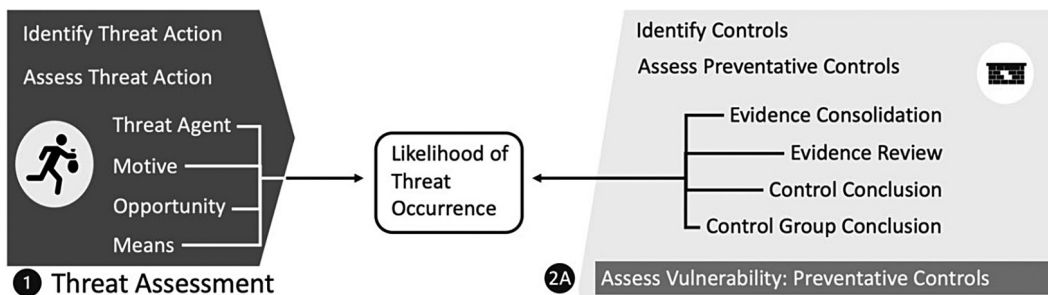 Identify Threat Action
Assess Threat Action
Threat Agent
Motive
Opportunity
Means
1 Threat Assessment
Likelihood of
Threat
Occurrence
Identify Controls
Assess Preventative Controls
Evidence Consolidation
Evidence Review
Control Conclusion
Control Group Conclusion
2A Assess Vulnerability: Preventative Controls